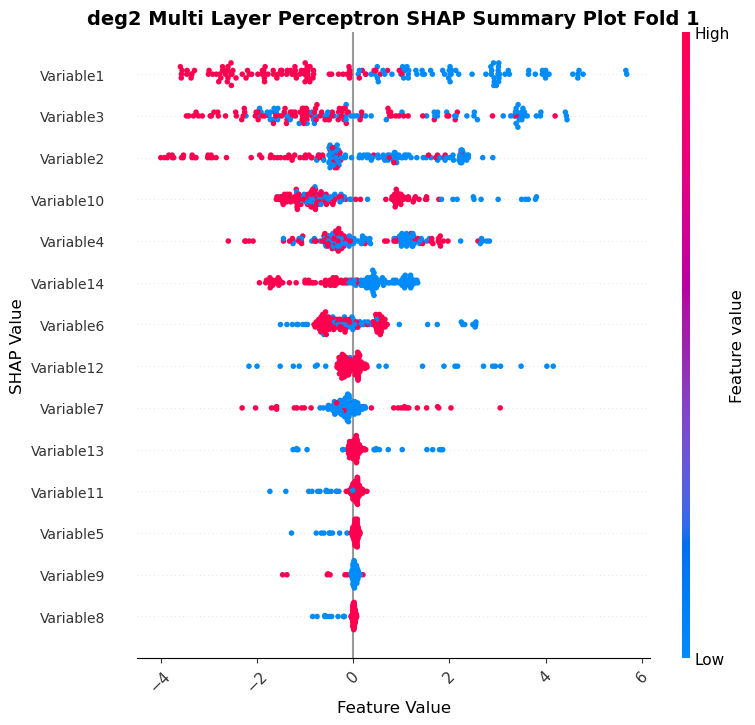 deg2 Multi Layer Perceptron SHAP Summary Plot Fold 1
High
Variable1
Variable3
Variable2
Variable10
Variable4
Variable14
Variable6
Variable12
Variable7
Variable13
Variable11
Variable5
Variable9
Variable8
SHAP Value
Feature value
Low
−4
−2
0
2
4
6
Feature Value